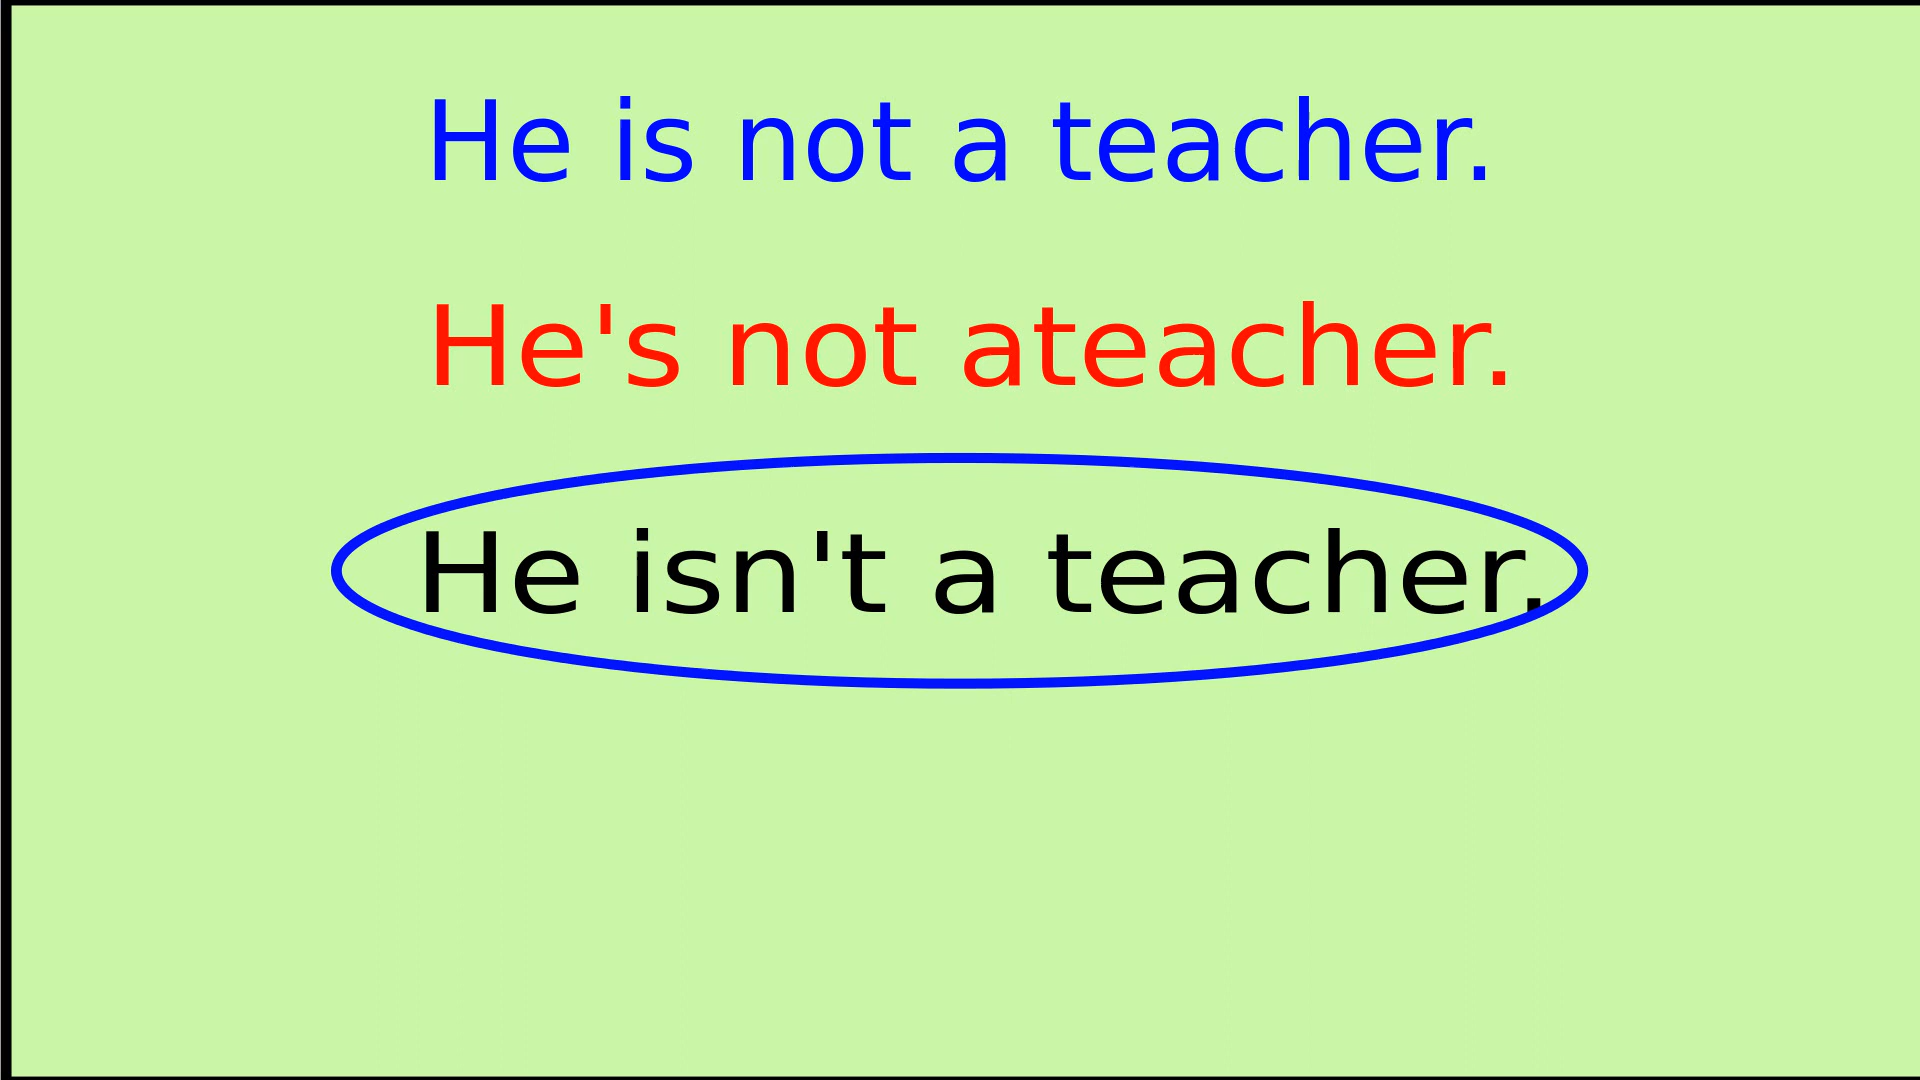 He is not a teacher.
He's not ateacher.
He isn't a teacher.